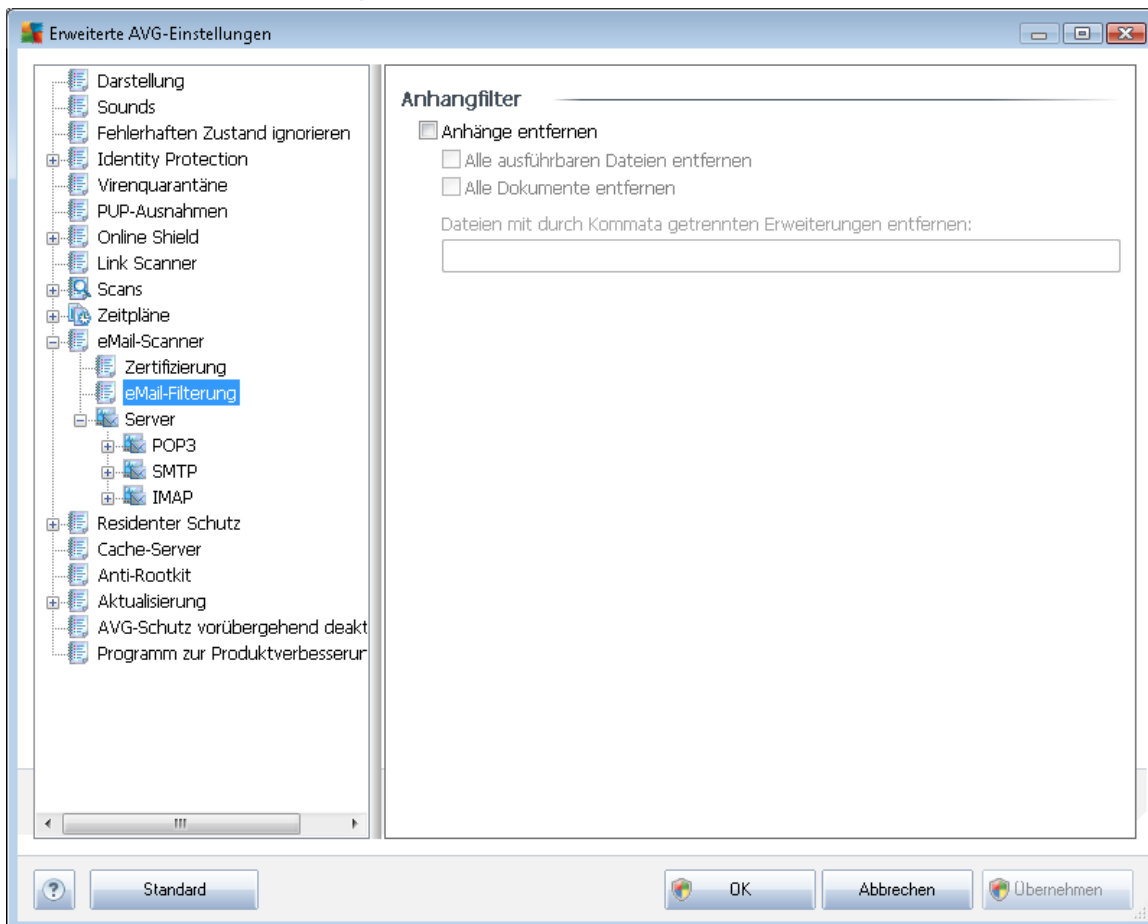 Erweiterte AVG-Einstellungen
Darstellung
Sounds
Fehlerhaften Zustand ignorieren
Identity Protection
Virenquarantäne
PUP-Ausnahmen
Online Shield
Link Scanner
Scans
Zeitpläne
eMail-Scanner
Zertifizierung
eMail-Filterung
Server
POP3
SMTP
IMAP
Residenter Schutz
Cache-Server
Anti-Rootkit
Aktualisierung
AVG-Schutz vorübergehend deakt
Programm zur Produktverbesserur
Anhangfilter
Anhänge entfernen
Alle ausführbaren Dateien entfernen
Alle Dokumente entfernen
Dateien mit durch Kommata getrennten Erweiterungen entfernen:
? Standard OK Abbrechen Übernehmen